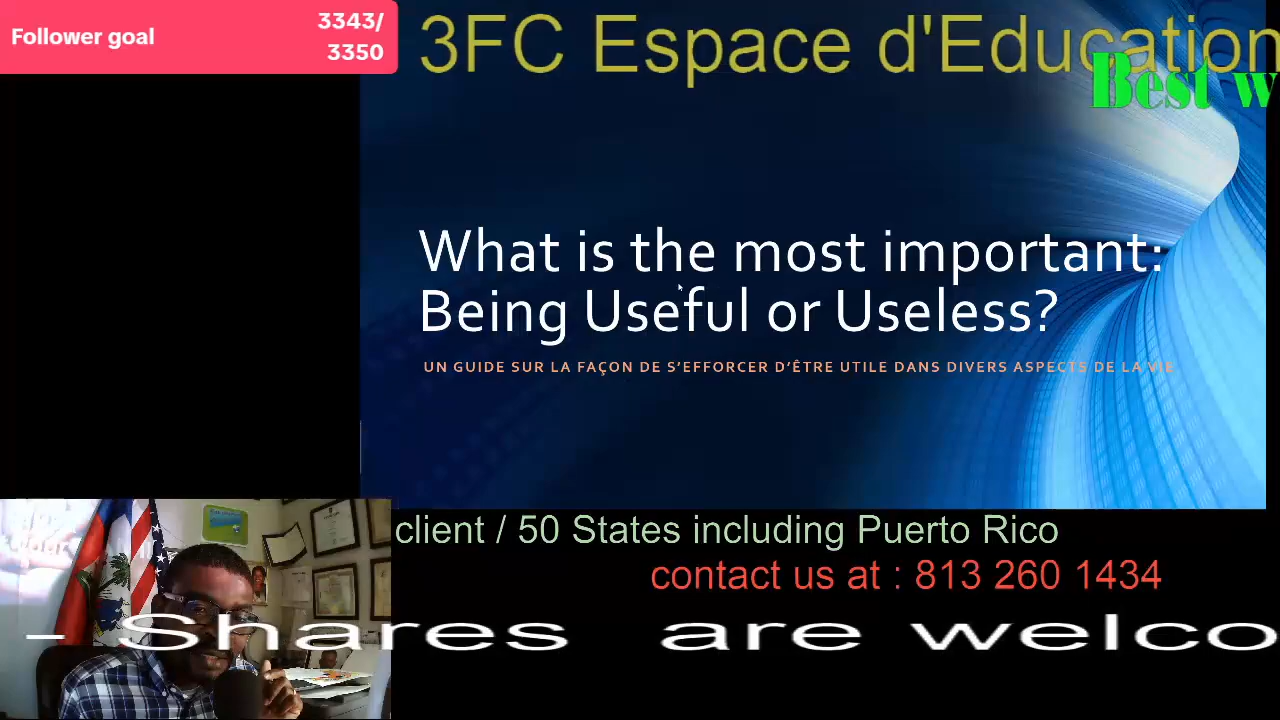 Follower goal
3343/
3350
3FC Espace d'Education
Best w
What is the most important:
Being Useful or Useless?
UN GUIDE SUR LA FAÇON DE S'EFFORCER D'ÊTRE UTILE DANS DIVERS ASPECTS DE LA VIE
client / 50 States including Puerto Rico
contact us at : 813 260 1434
- Shares are welco